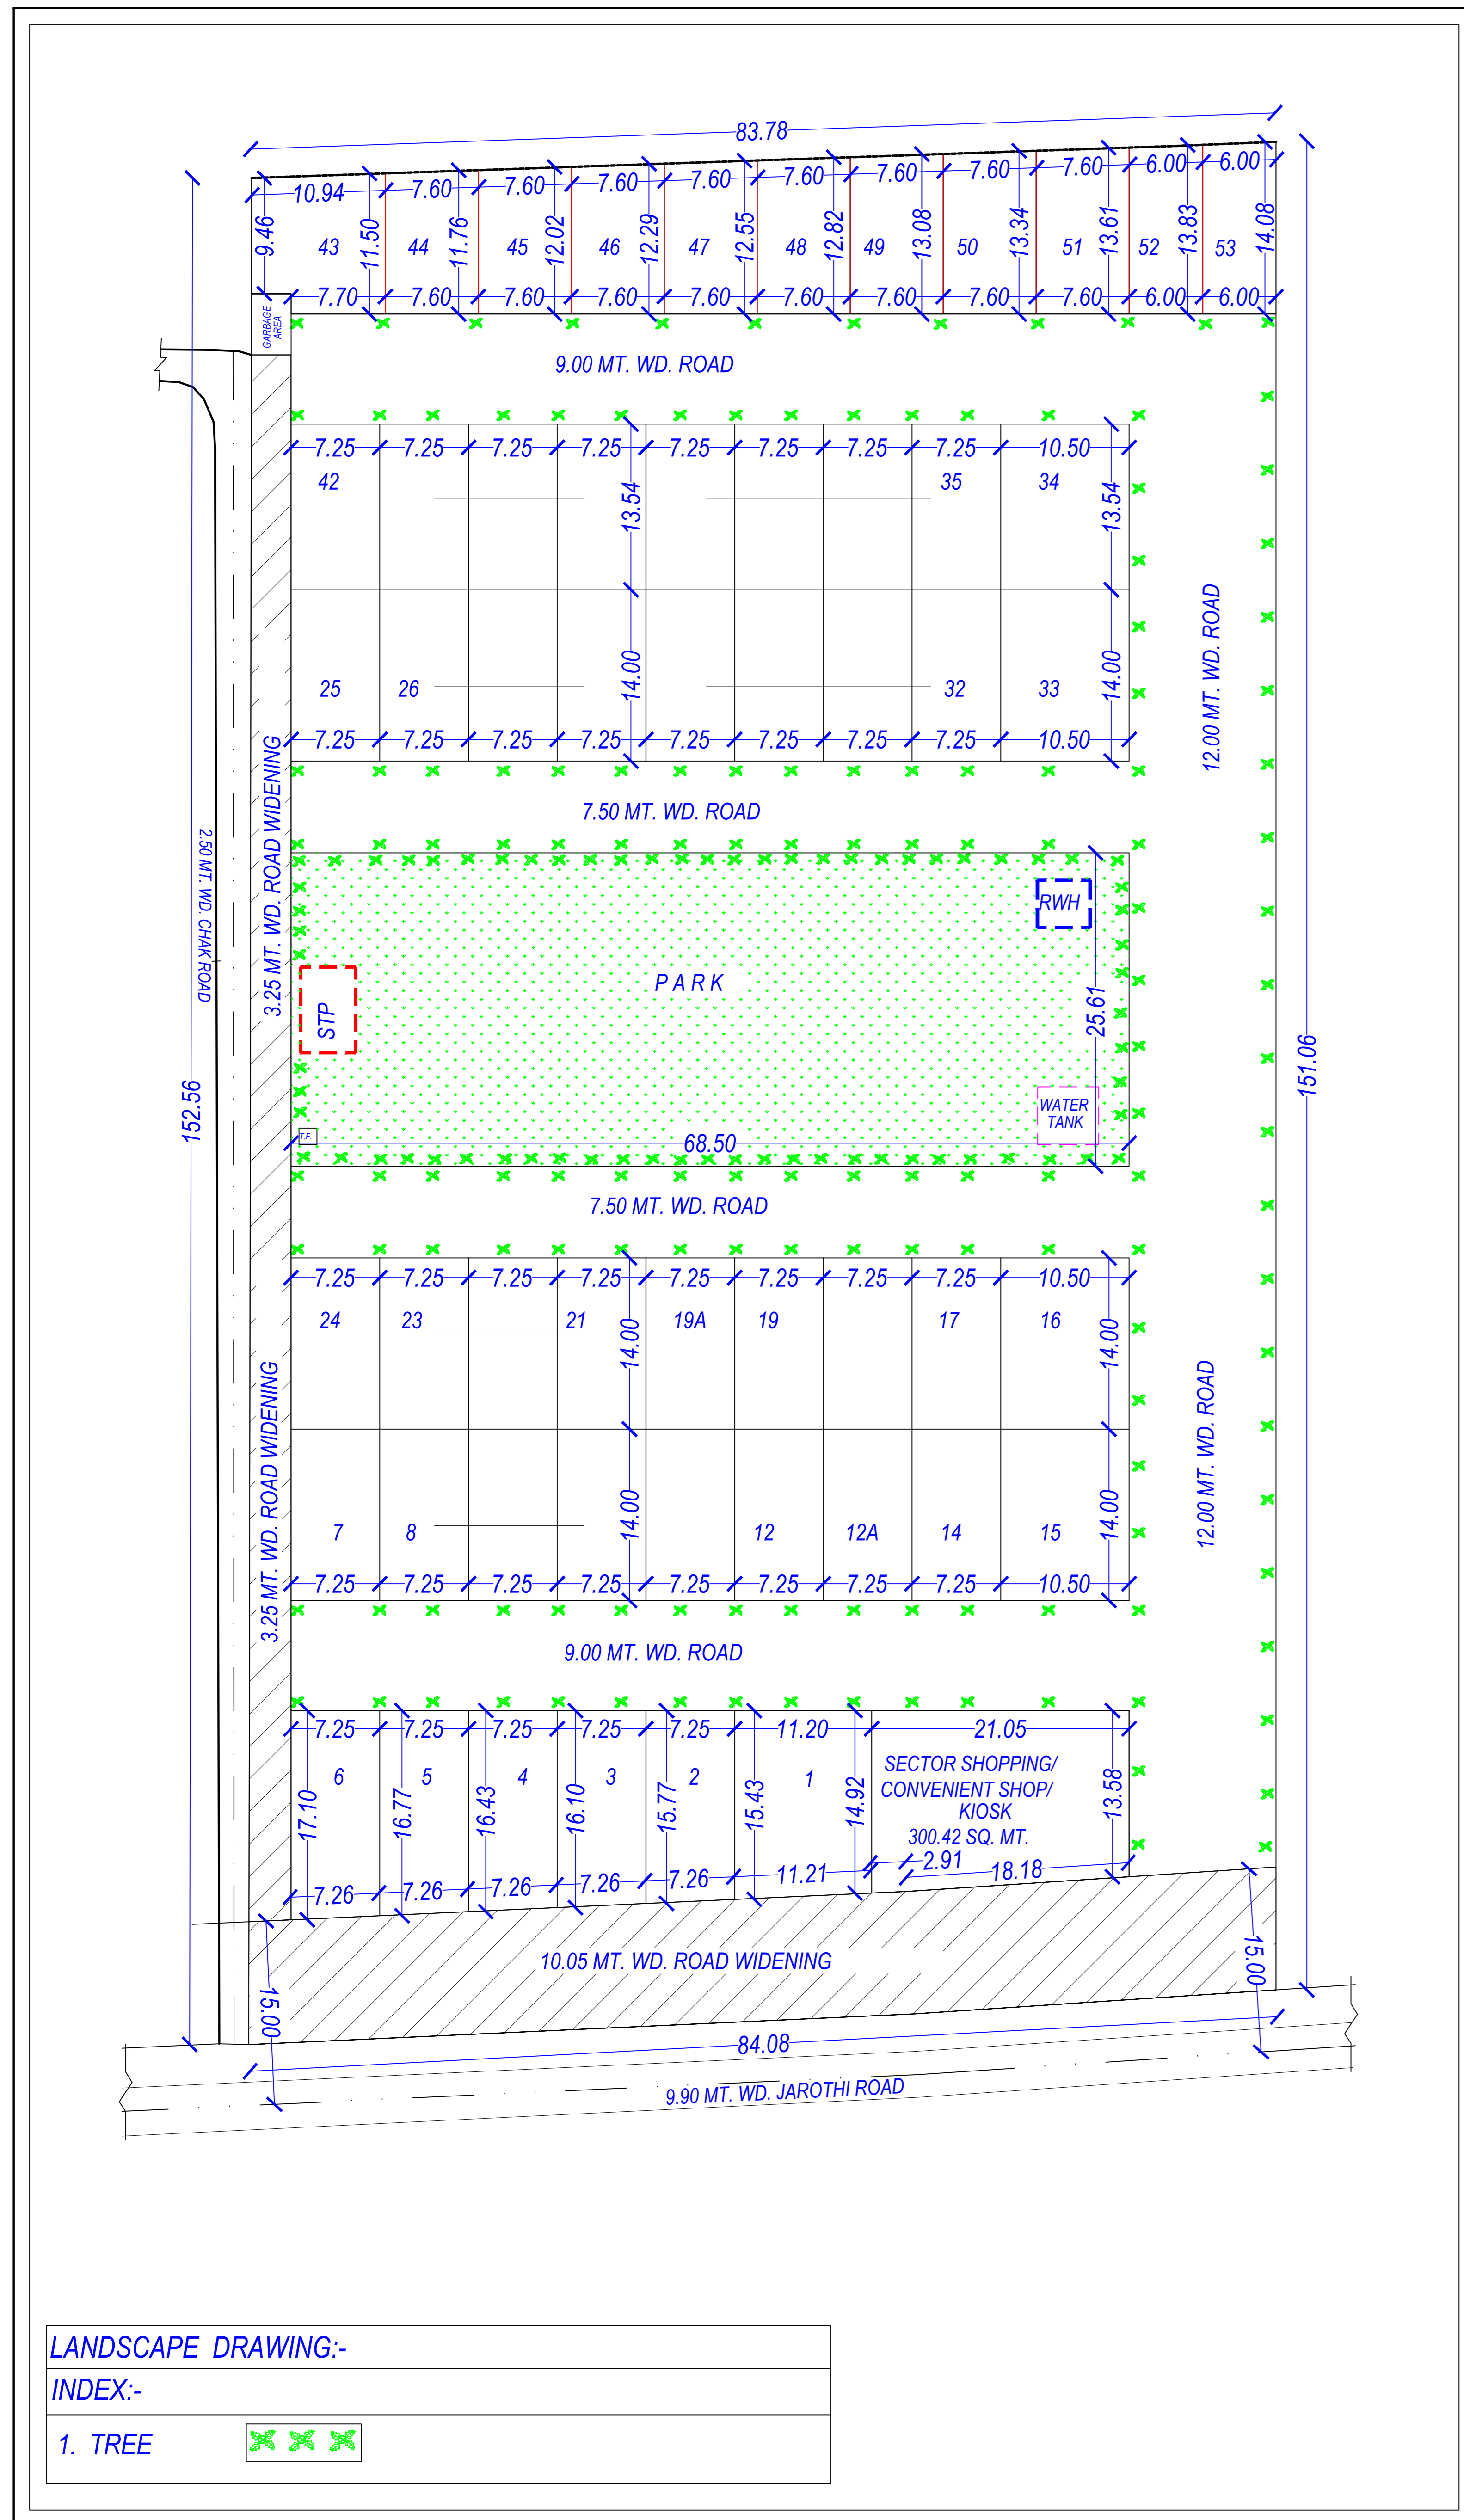 83.78
10.94 7.60 7.60 7.60 7.60 7.60 7.60 7.60 7.60 6.00 6.00
9.46 11.50 11.76 12.02 12.29 12.55 12.82 13.08 13.34 13.61 13.83 14.08
43 44 45 46 47 48 49 50 51 52 53
7.70 7.60 7.60 7.60 7.60 7.60 7.60 7.60 7.60 6.00 6.00
GARBAGE
AREA
9.00 MT. WD. ROAD
7.25 7.25 7.25 7.25 7.25 7.25 7.25 7.25 10.50
42 35 34
13.54 13.54
12.00 MT. WD. ROAD
14.00 14.00
25 26 32 33
7.25 7.25 7.25 7.25 7.25 7.25 7.25 7.25 10.50
3.25 MT. WD. ROAD WIDENING
7.50 MT. WD. ROAD
2.50 MT. WD. CHAK ROAD
RWH
PARK
STP
25.61
152.56
151.06
WATER
TANK
T.F.
68.50
7.50 MT. WD. ROAD
7.25 7.25 7.25 7.25 7.25 7.25 7.25 7.25 10.50
24 23 21 19A 19 17 16
14.00 14.00
3.25 MT. WD. ROAD WIDENING
12.00 MT. WD. ROAD
14.00 14.00
7 8 12 12A 14 15
7.25 7.25 7.25 7.25 7.25 7.25 7.25 7.25 10.50
9.00 MT. WD. ROAD
7.25 7.25 7.25 7.25 7.25 11.20 21.05
6 5 4 3 2 1
17.10 16.77 16.43 16.10 15.77 15.43 14.92 13.58
SECTOR SHOPPING/
CONVENIENT SHOP/
KIOSK
300.42 SQ. MT.
7.26 7.26 7.26 7.26 7.26 11.21 2.91 18.18
10.05 MT. WD. ROAD WIDENING
15.00 15.00
84.08
9.90 MT. WD. JAROTHI ROAD
LANDSCAPE DRAWING:-
INDEX:-
1. TREE